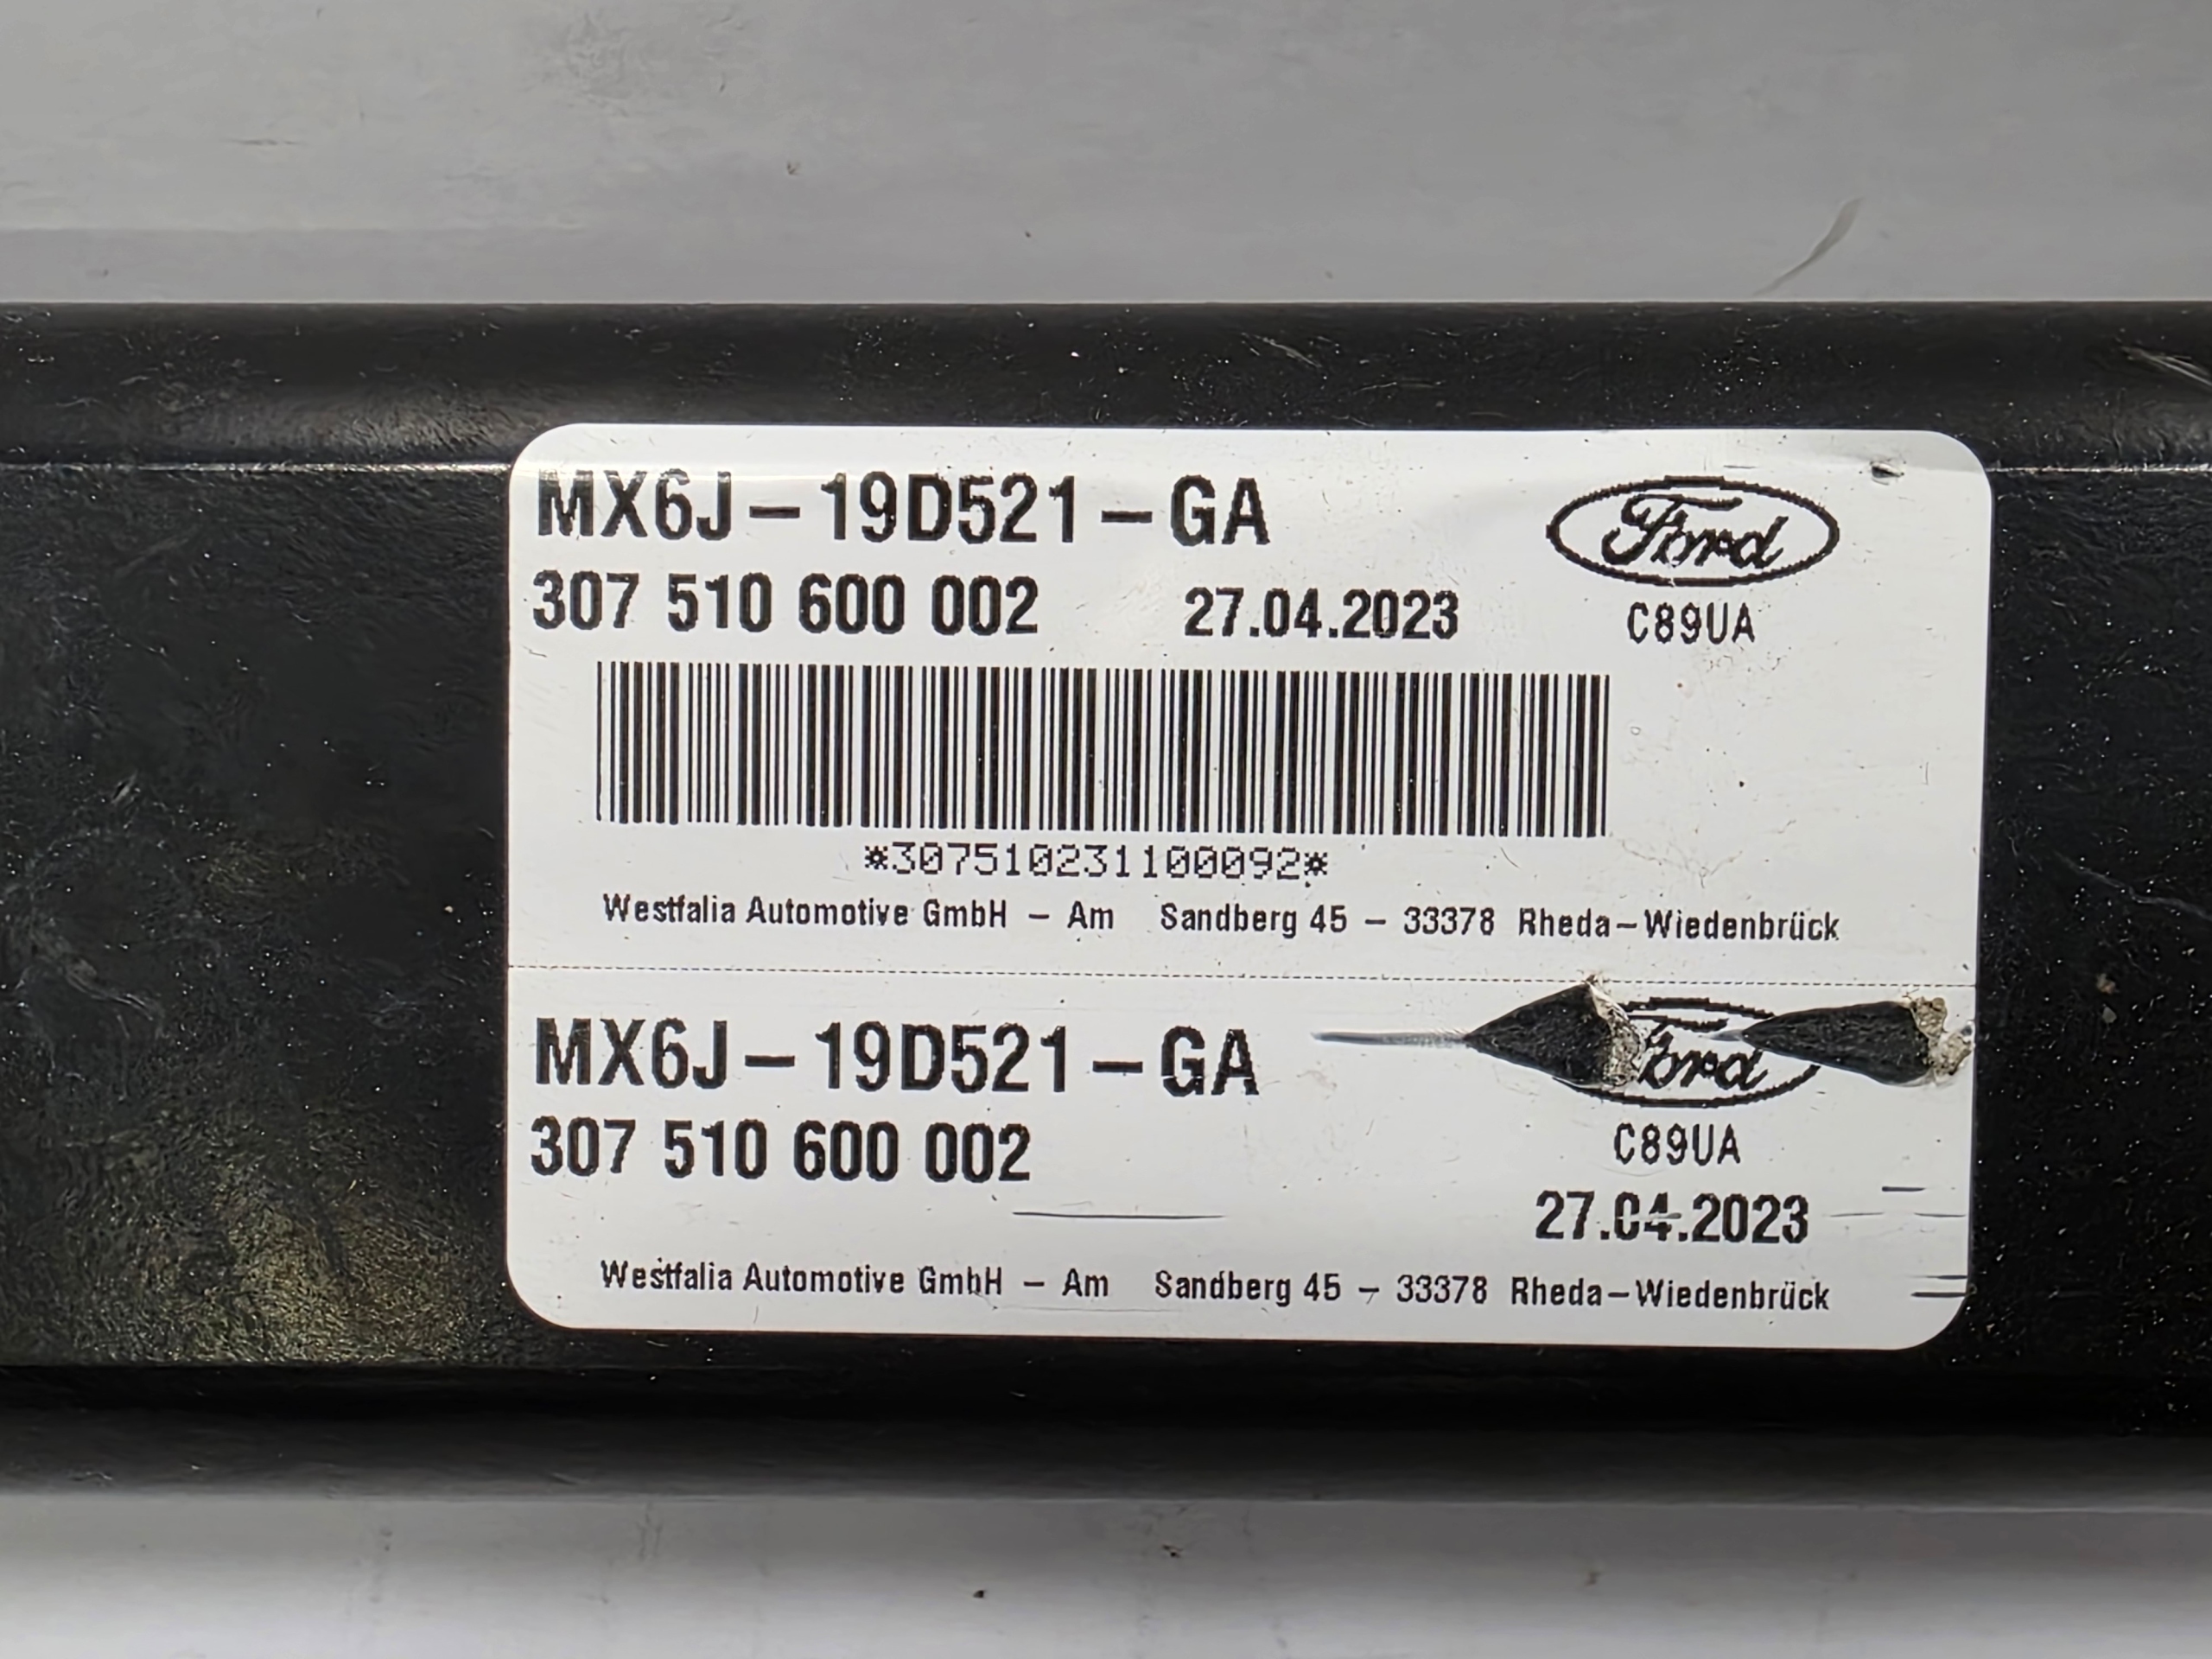 MX6J-19D521-GA
Ford
307 510 600 002 27.04.2023
C89UA
*307510231100092*
Westfalia Automotive GmbH - Am Sandberg 45 - 33378 Rheda-Wiedenbrück
MX6J-19D521-GA
Ford
307 510 600 002
C89UA
27.04.2023
Westfalia Automotive GmbH - Am Sandberg 45 - 33378 Rheda-Wiedenbrück